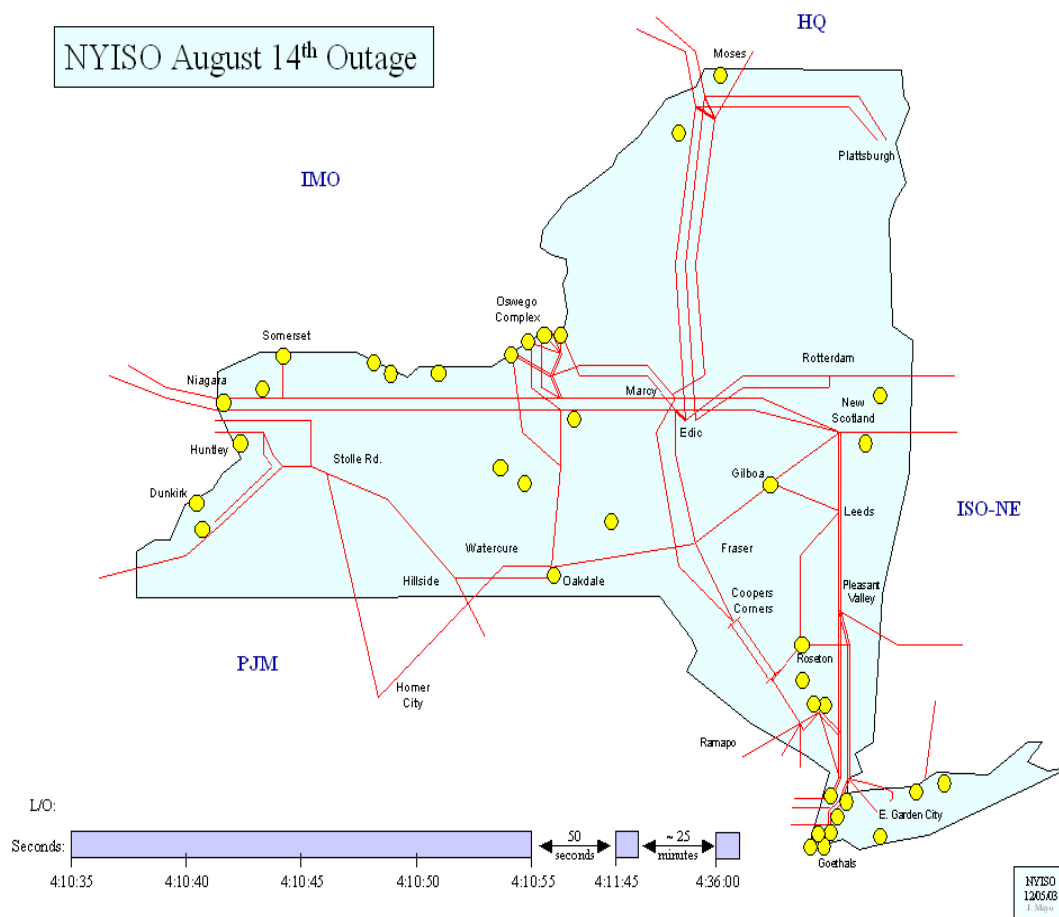 HQ
NYISO August 14th Outage
Moses
Plattsburgh
IMO
Oswego
Complex
Somerset
Rotterdam
Niagara
Marcy
New
Scotland
Edic
Huntley
Stolle Rd.
Gilboa
Dunkirk
Leeds
ISO-NE
Watercure
Fraser
Hillside
Oakdale
Coopers
Corners
Pleasant
Valley
PJM
Roseton
Homer
City
Ramapo
L/O:
E. Garden City
Seconds:
50
seconds
~ 25
minutes
Goethals
4:10:35
4:10:40
4:10:45
4:10:50
4:10:55
4:11:45
4:36:00
NYISO
12/05/03
J. Mayo